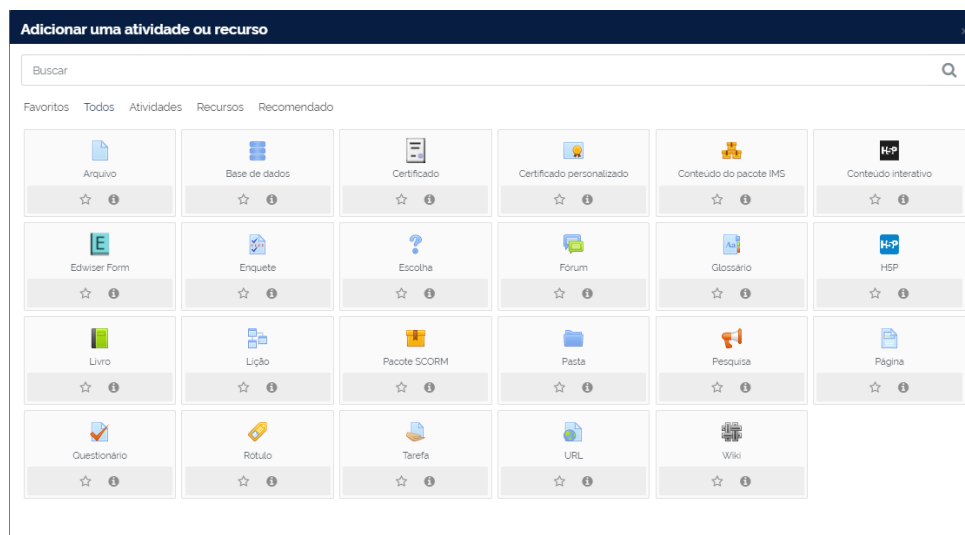 Adicionar uma atividade ou recurso
Buscar
Favoritos Todos Atividades Recursos Recomendado
H-P
Arquivo Base de dados Certificado Certificado personalizado Conteúdo do pacote IMS Conteúdo interativo
E Aa H-P
Edwiser Form Enquete Escolha Fórum Glossário H5P
Livro Lição Pacote SCORM Pasta Pesquisa Página
Questionário Rótulo Tarefa URL Wiki